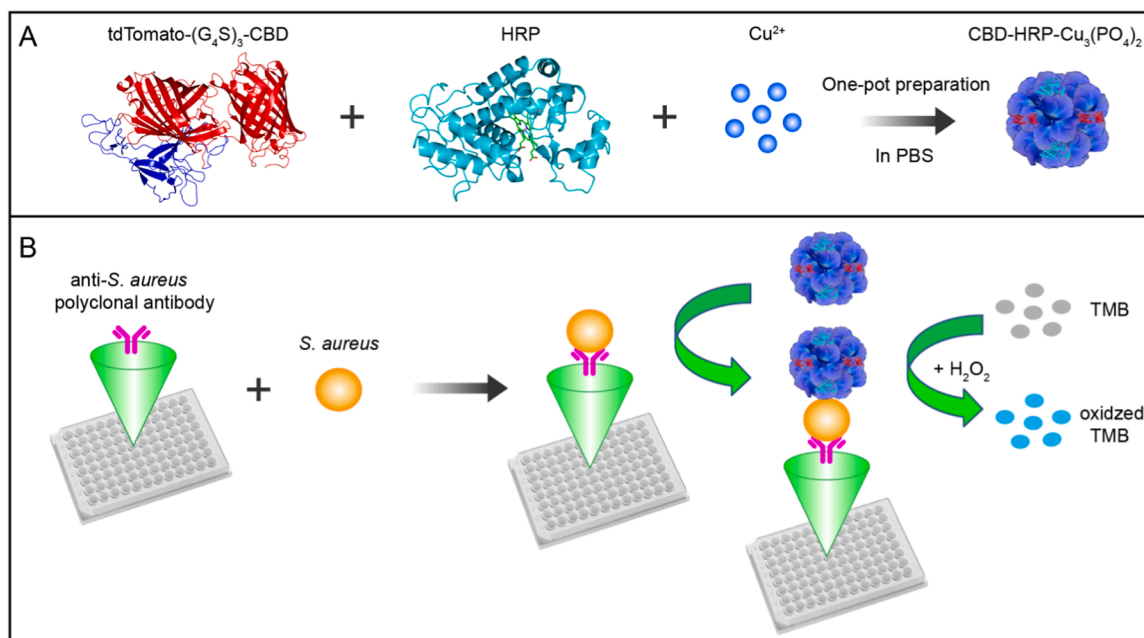 A
tdTomato-(G₄S)₃-CBD
HRP
Cu²⁺
CBD-HRP-Cu₃(PO₄)₂
+
+
One-pot preparation
In PBS
B
anti-S. aureus
polyclonal antibody
+
S. aureus
TMB
+ H₂O₂
oxidzed
TMB